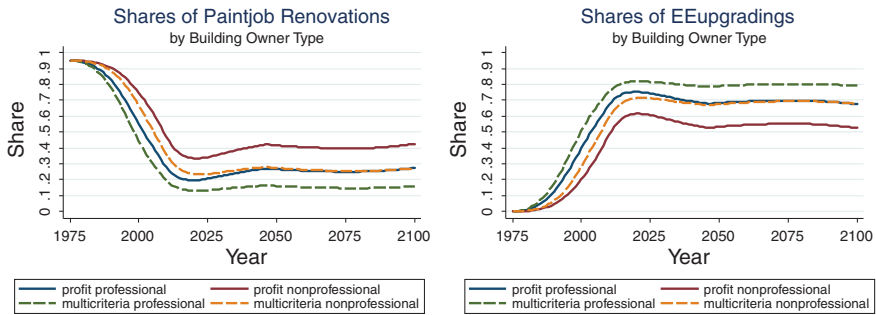 Shares of Paintjob Renovations
by Building Owner Type
Share
0 .1 .2 .3 .4 .5 .6 .7 .8 .9 1
1975 2000 2025 2050 2075 2100
Year
profit professional profit nonprofessional
multicriteria professional multicriteria nonprofessional
Shares of EEupgradings
by Building Owner Type
Share
0 .1 .2 .3 .4 .5 .6 .7 .8 .9 1
1975 2000 2025 2050 2075 2100
Year
profit professional profit nonprofessional
multicriteria professional multicriteria nonprofessional